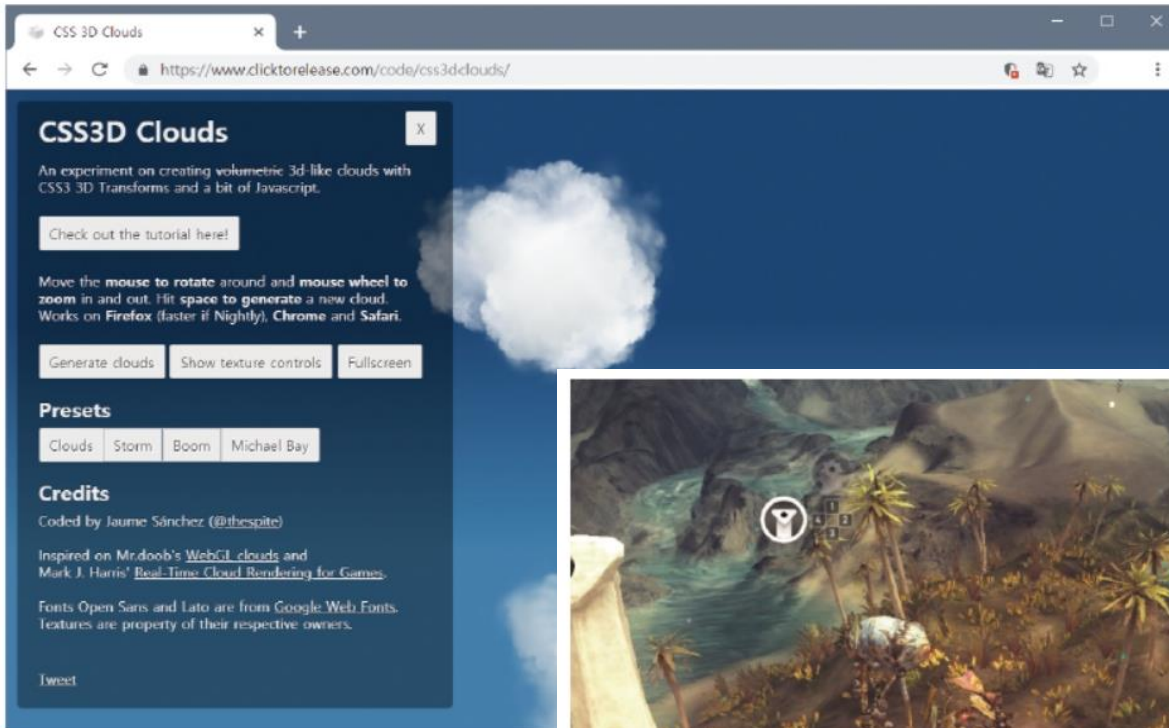 CSS 3D Clouds
https://www.clicktorelease.com/code/css3dclouds/
CSS3D Clouds
X
An experiment on creating volumetric 3d-like clouds with
CSS3 3D Transforms and a bit of Javascript.
Check out the tutorial here!
Move the mouse to rotate around and mouse wheel to
zoom in and out. Hit space to generate a new cloud.
Works on Firefox (faster if Nightly), Chrome and Safari.
Generate clouds Show texture controls Fullscreen
Presets
Clouds Storm Boom Michael Bay
Credits
Coded by Jaume Sánchez (@thespite)
Inspired on Mr.doob's WebGL clouds and
Mark J. Harris' Real-Time Cloud Rendering for Games.
Fonts Open Sans and Lato are from Google Web Fonts.
Textures are property of their respective owners.
Tweet
1
4 2
3